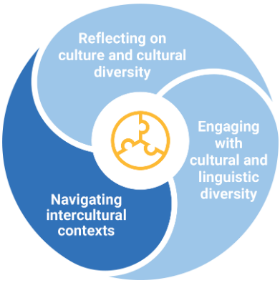 Reflecting on
culture and cultural
diversity
Engaging
with
cultural and
linguistic
diversity
Navigating
intercultural
contexts